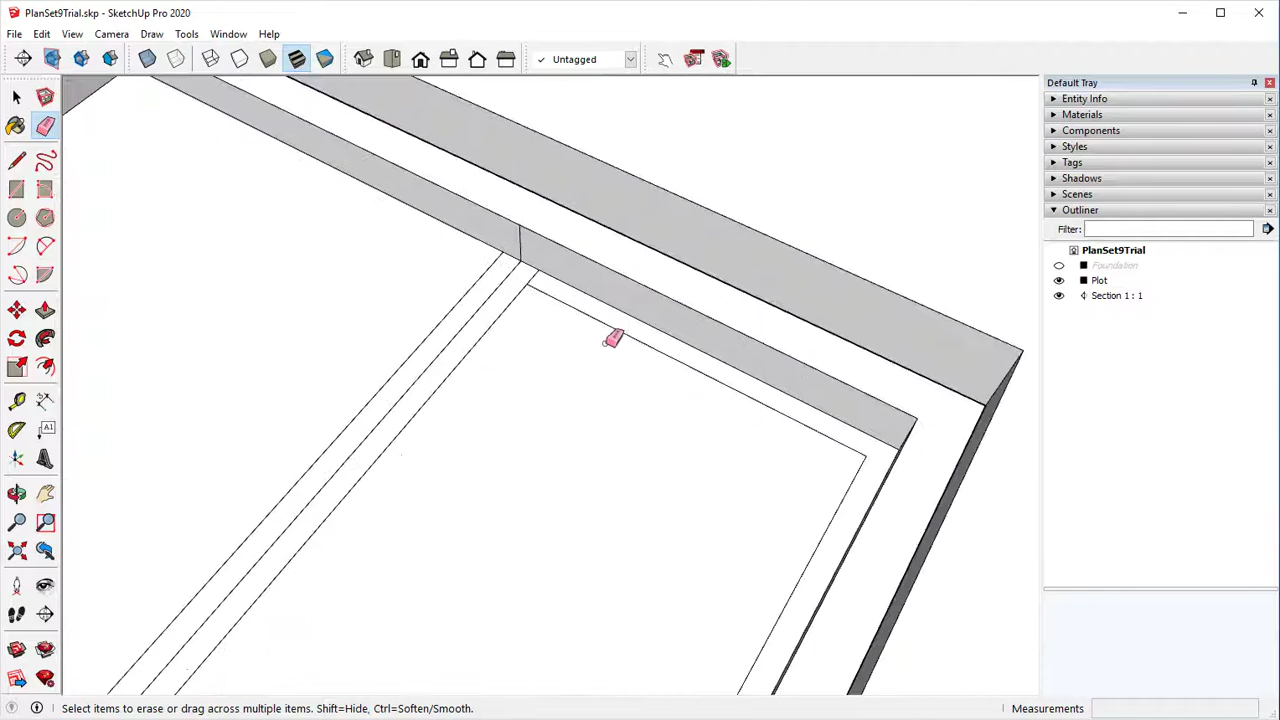 PlanSet9Trial.skp - SketchUp Pro 2020
File Edit View Camera Draw Tools Window Help
Untagged
Default Tray
Entity Info
Materials
Components
Styles
Tags
Shadows
Scenes
Outliner
Filter:
PlanSet9Trial
Foundation
Plot
Section 1 : 1
A1
Select items to erase or drag across multiple items. Shift=Hide, Ctrl=Soften/Smooth.
Measurements